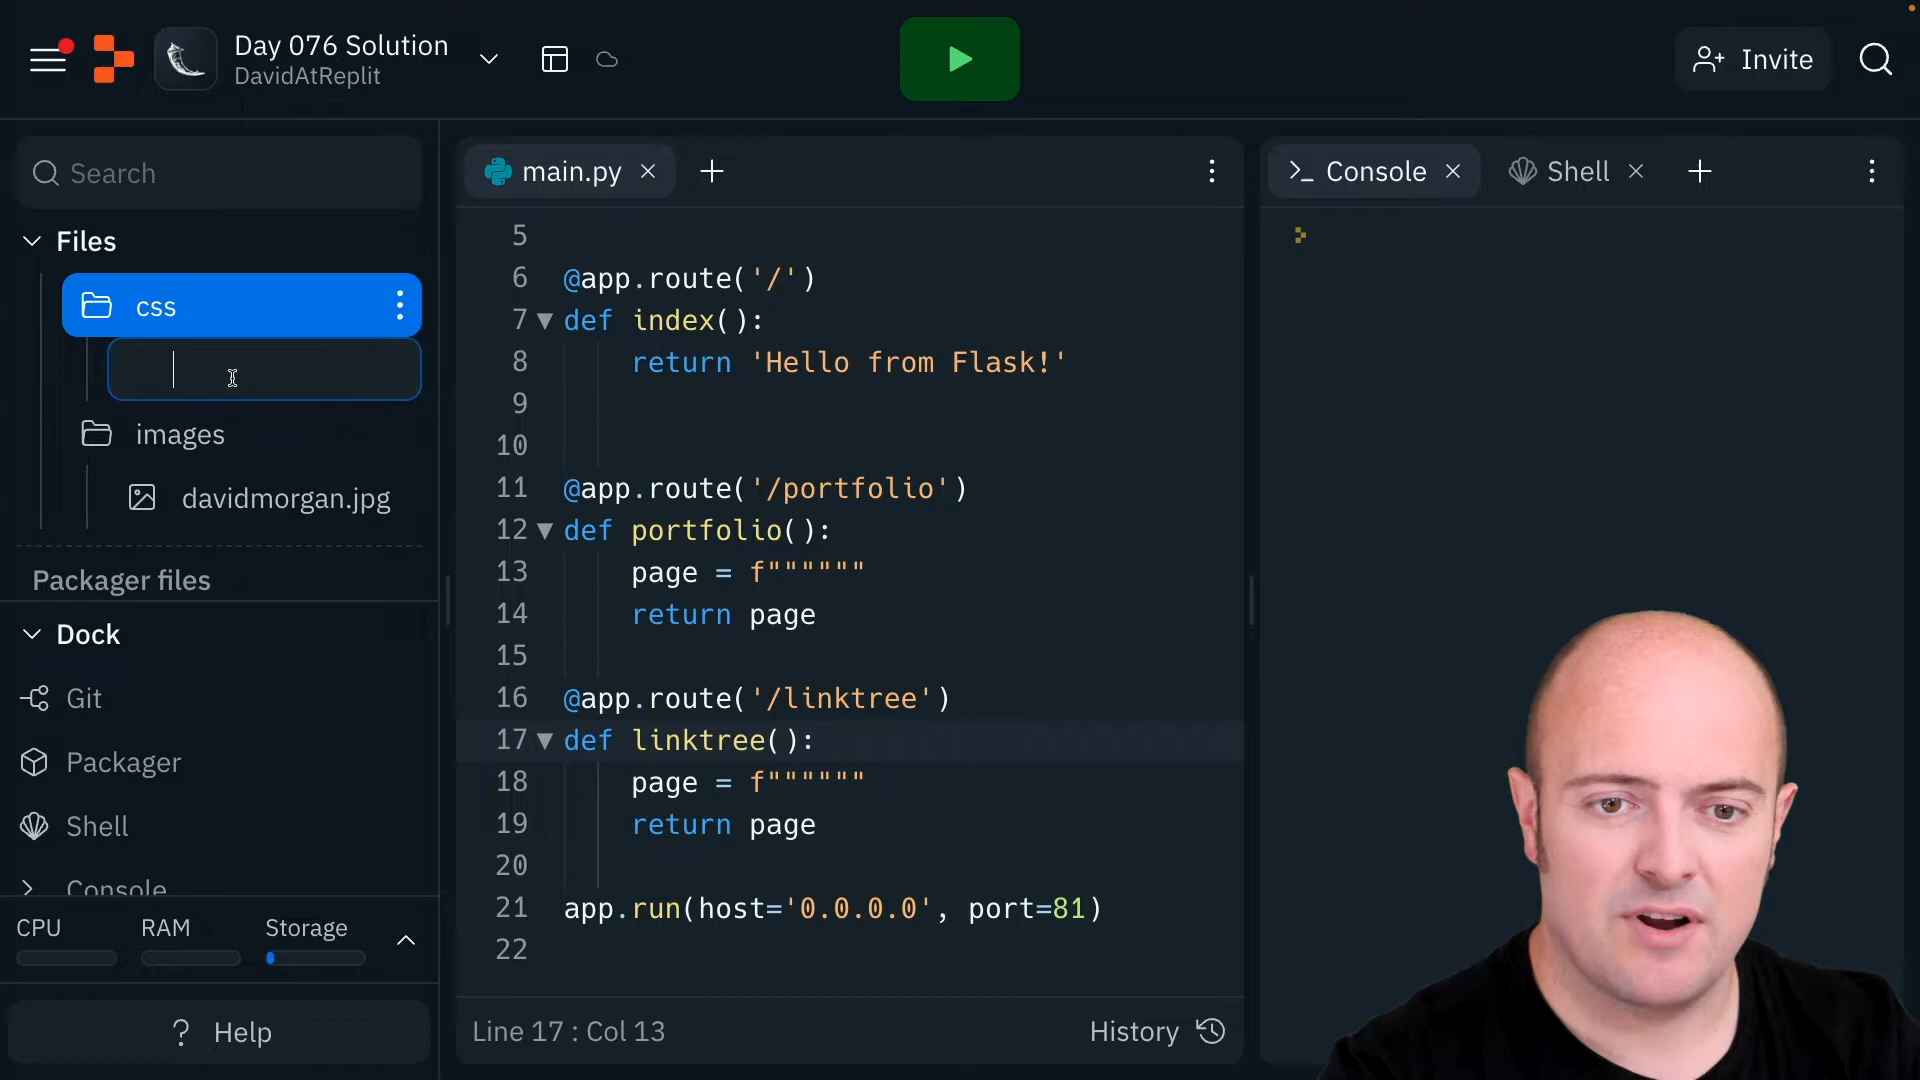 Day 076 Solution
DavidAtReplit
Invite
Search
Files
css
images
davidmorgan.jpg
Packager files
Dock
Git
Packager
Shell
Console
CPU RAM Storage
? Help
main.py
5
6 @app.route('/')
7 def index():
8 return 'Hello from Flask!'
9
10
11 @app.route('/portfolio')
12 def portfolio():
13 page = f""""""
14 return page
15
16 @app.route('/linktree')
17 def linktree():
18 page = f""""""
19 return page
20
21 app.run(host='0.0.0.0', port=81)
22
Line 17 : Col 13
History
Console
Shell